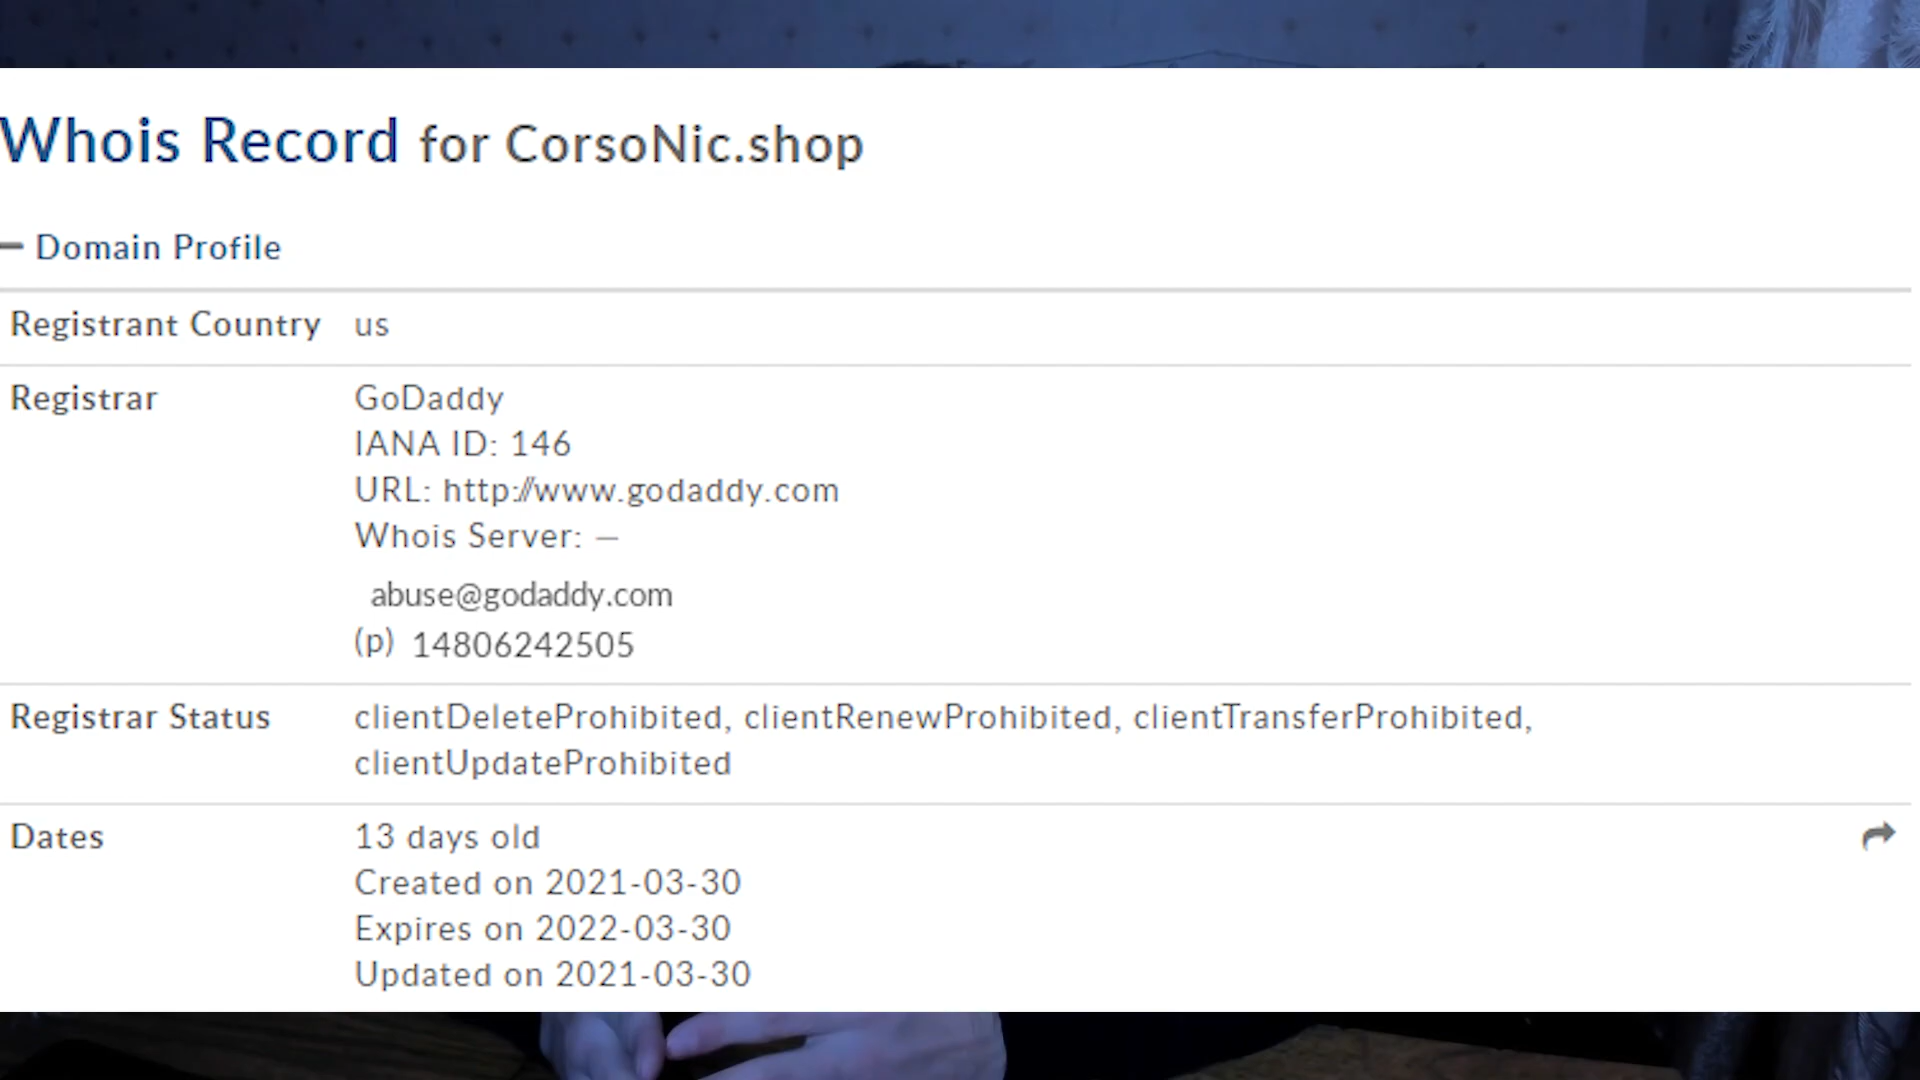 Whois Record for CorsoNic.shop
Domain Profile
Registrant Country us
Registrar GoDaddy
IANA ID: 146
URL: http://www.godaddy.com
Whois Server: —
abuse@godaddy.com
(p) 14806242505
Registrar Status clientDeleteProhibited, clientRenewProhibited, clientTransferProhibited,
clientUpdateProhibited
Dates 13 days old
Created on 2021-03-30
Expires on 2022-03-30
Updated on 2021-03-30